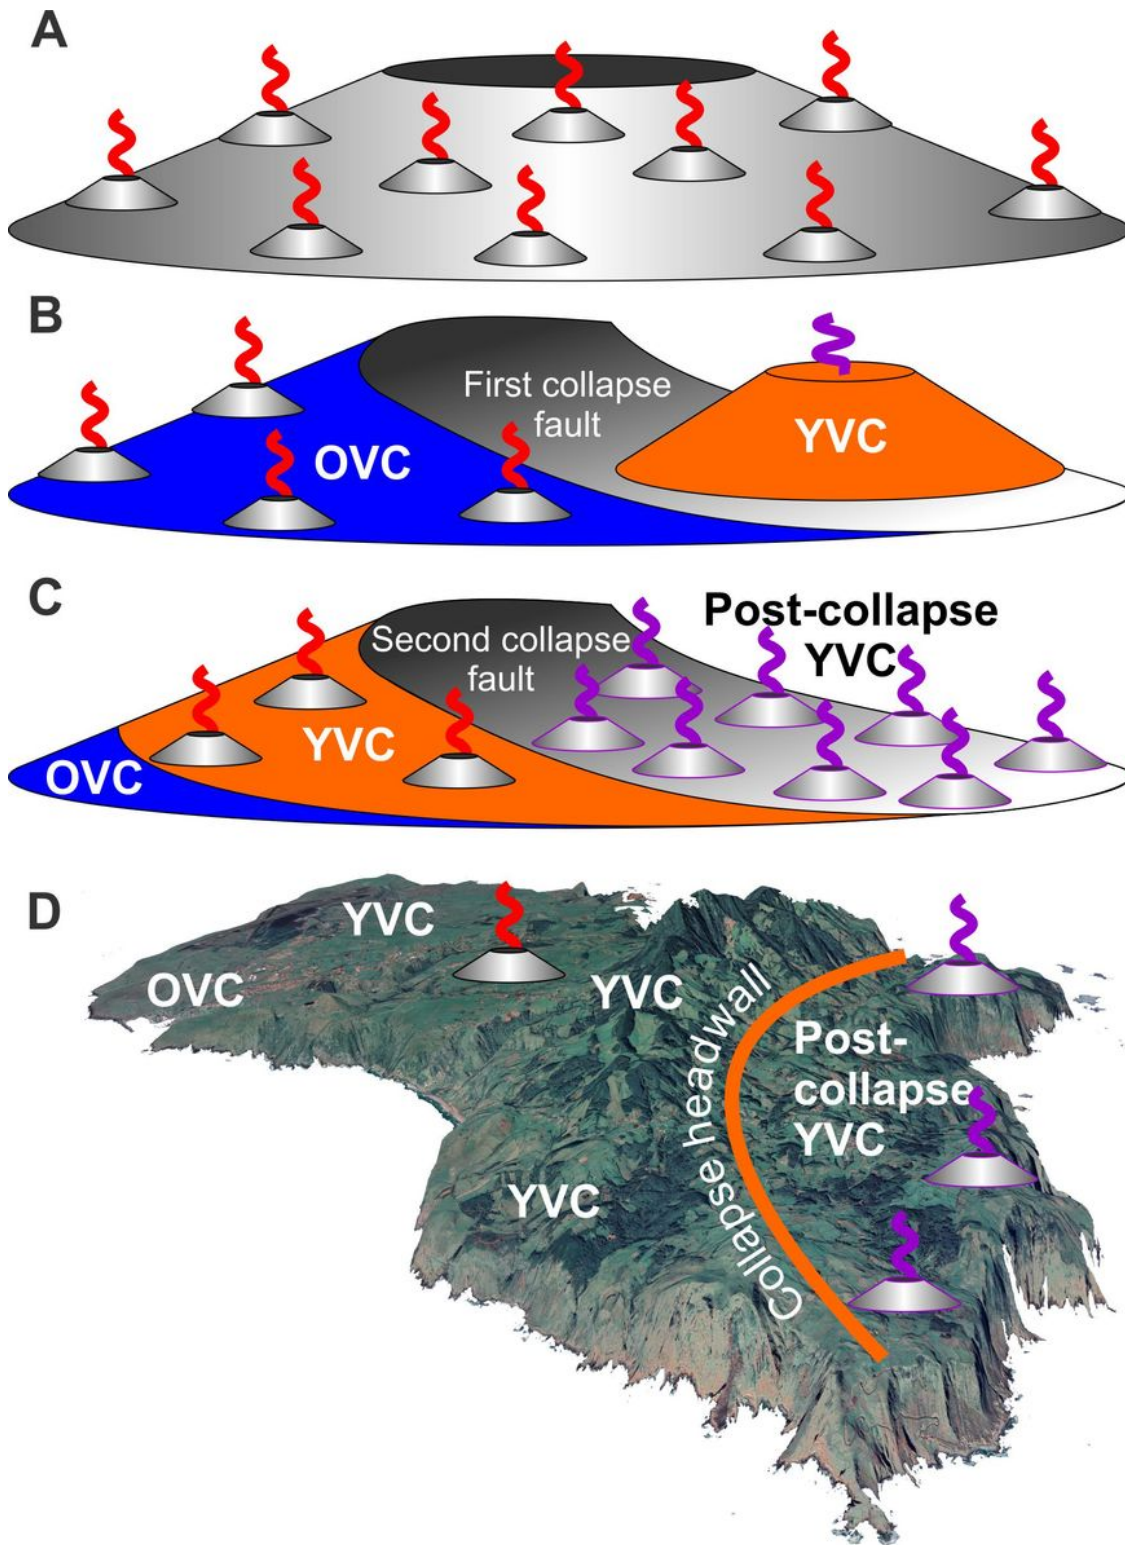 A
B
First collapse
fault
YVC
OVC
C
Post-collapse
YVC
Second collapse
fault
YVC
OVC
D
YVC
OVC
YVC
Collapse headwall
Post-
collapse
YVC
YVC